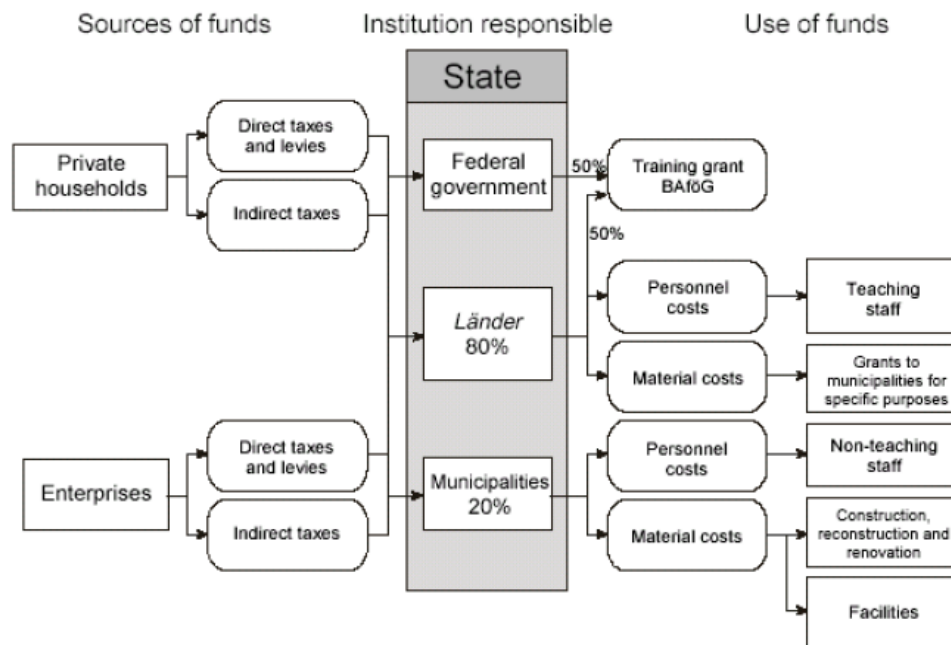 Sources of funds
Institution responsible
Use of funds
State
Private
households
Direct taxes
and levies
Indirect taxes
Federal
government
50%
Training grant
BAföG
50%
Länder
80%
Personnel
costs
Teaching
staff
Material costs
Grants to
municipalities for
specific purposes
Enterprises
Direct taxes
and levies
Indirect taxes
Municipalities
20%
Personnel
costs
Non-teaching
staff
Material costs
Construction,
reconstruction and
renovation
Facilities